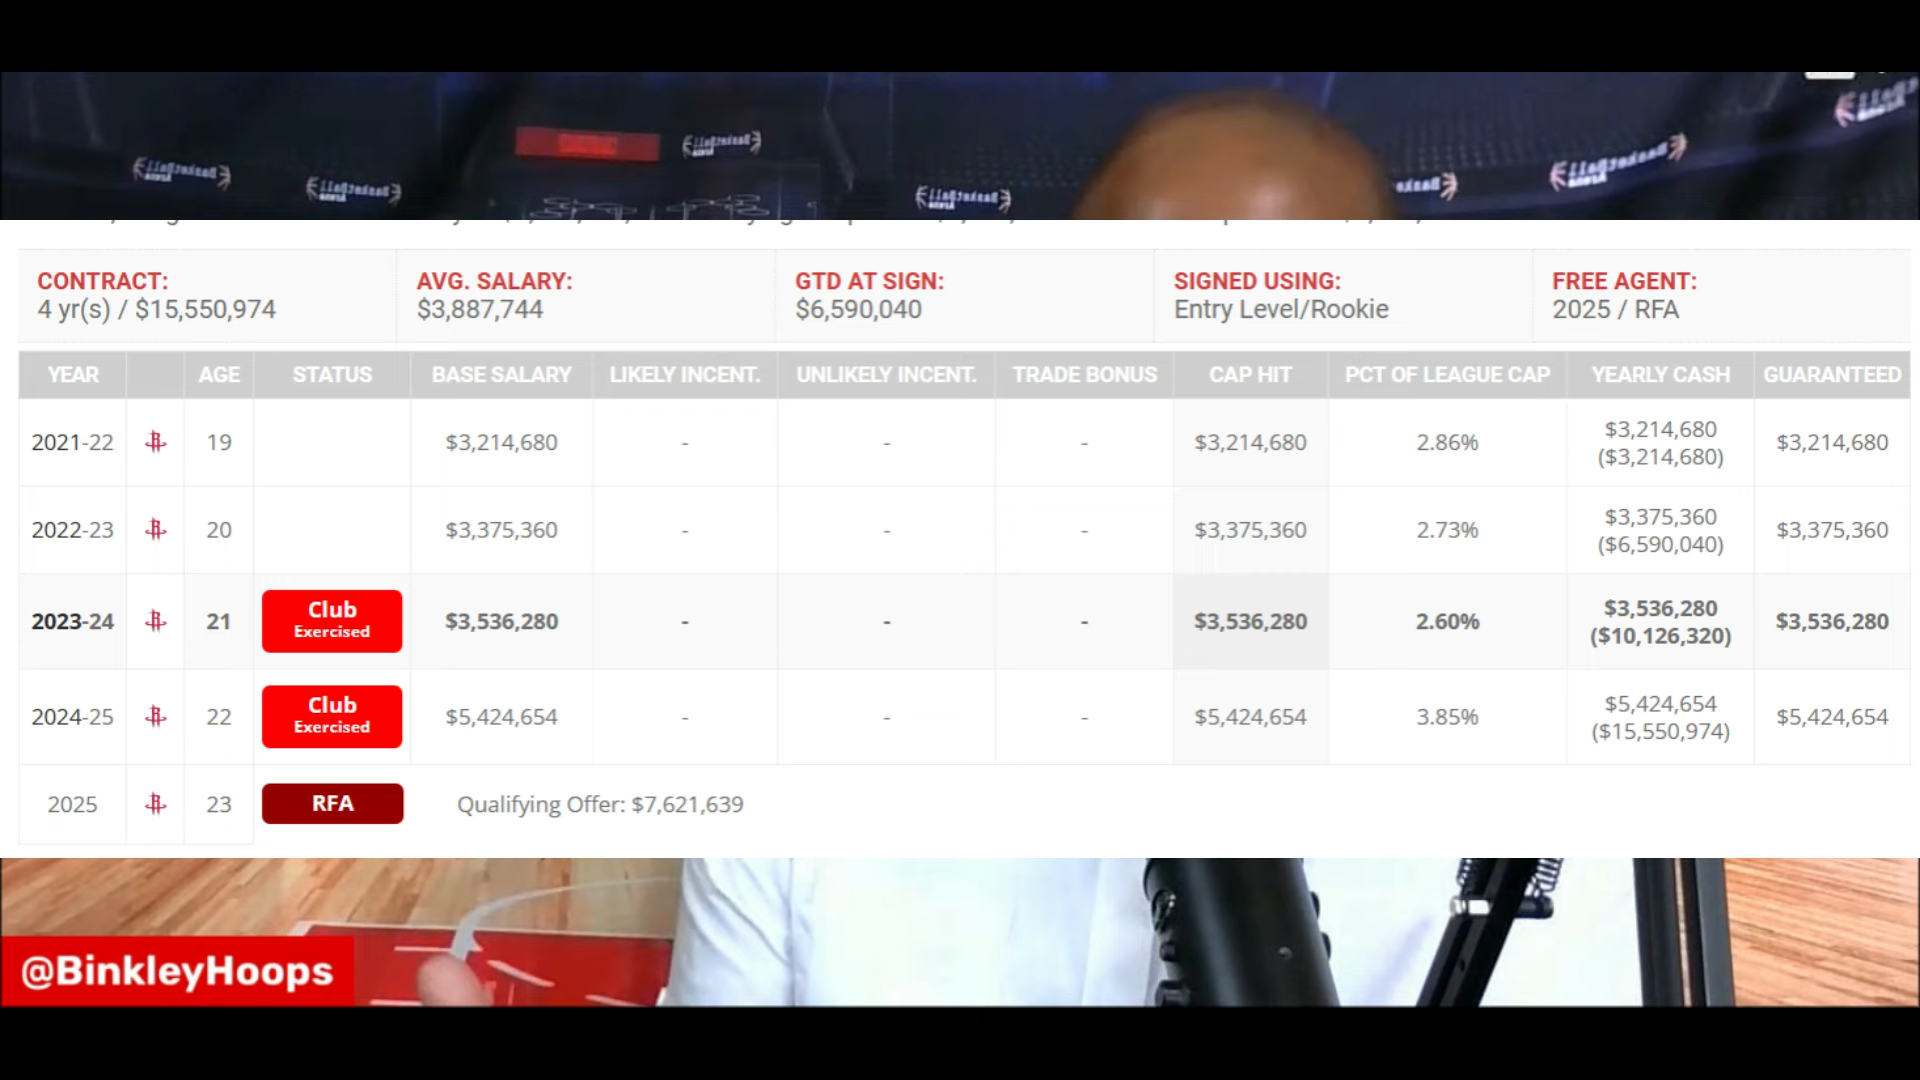 CONTRACT: AVG. SALARY: GTD AT SIGN: SIGNED USING: FREE AGENT:
4 yr(s) / $15,550,974 $3,887,744 $6,590,040 Entry Level/Rookie 2025 / RFA
YEAR AGE STATUS BASE SALARY LIKELY INCENT. UNLIKELY INCENT. TRADE BONUS CAP HIT PCT OF LEAGUE CAP YEARLY CASH GUARANTEED
2021-22 19 $3,214,680 - - - $3,214,680 2.86% $3,214,680 $3,214,680
($3,214,680)
2022-23 20 $3,375,360 - - - $3,375,360 2.73% $3,375,360 $3,375,360
($6,590,040)
2023-24 21 Club $3,536,280 - - - $3,536,280 2.60% $3,536,280 $3,536,280
Exercised ($10,126,320)
2024-25 22 Club $5,424,654 - - - $5,424,654 3.85% $5,424,654 $5,424,654
Exercised ($15,550,974)
2025 23 RFA Qualifying Offer: $7,621,639
@BinkleyHoops